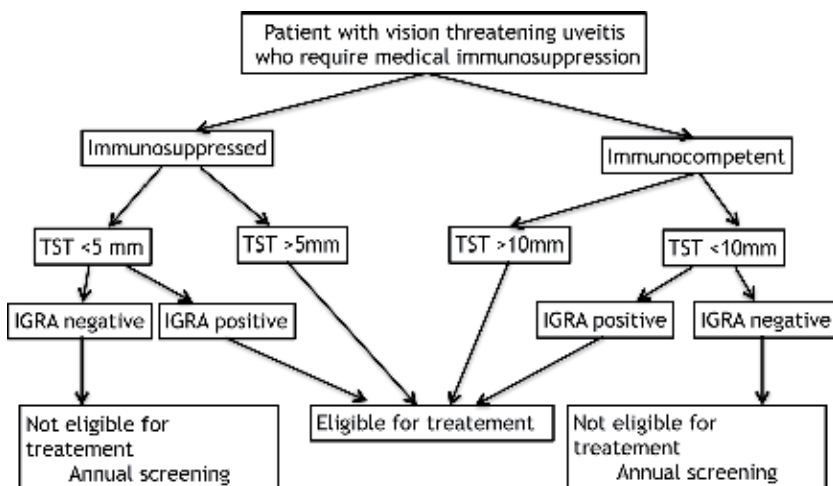 Patient with vision threatening uveitis
who require medical immunosuppression
Immunosuppressed
Immunocompetent
TST <5 mm
TST >5mm
TST >10mm
TST <10mm
IGRA negative
IGRA positive
IGRA positive
IGRA negative
Not eligible for
treatement
Annual screening
Eligible for treatement
Not eligible for
treatement
Annual screening